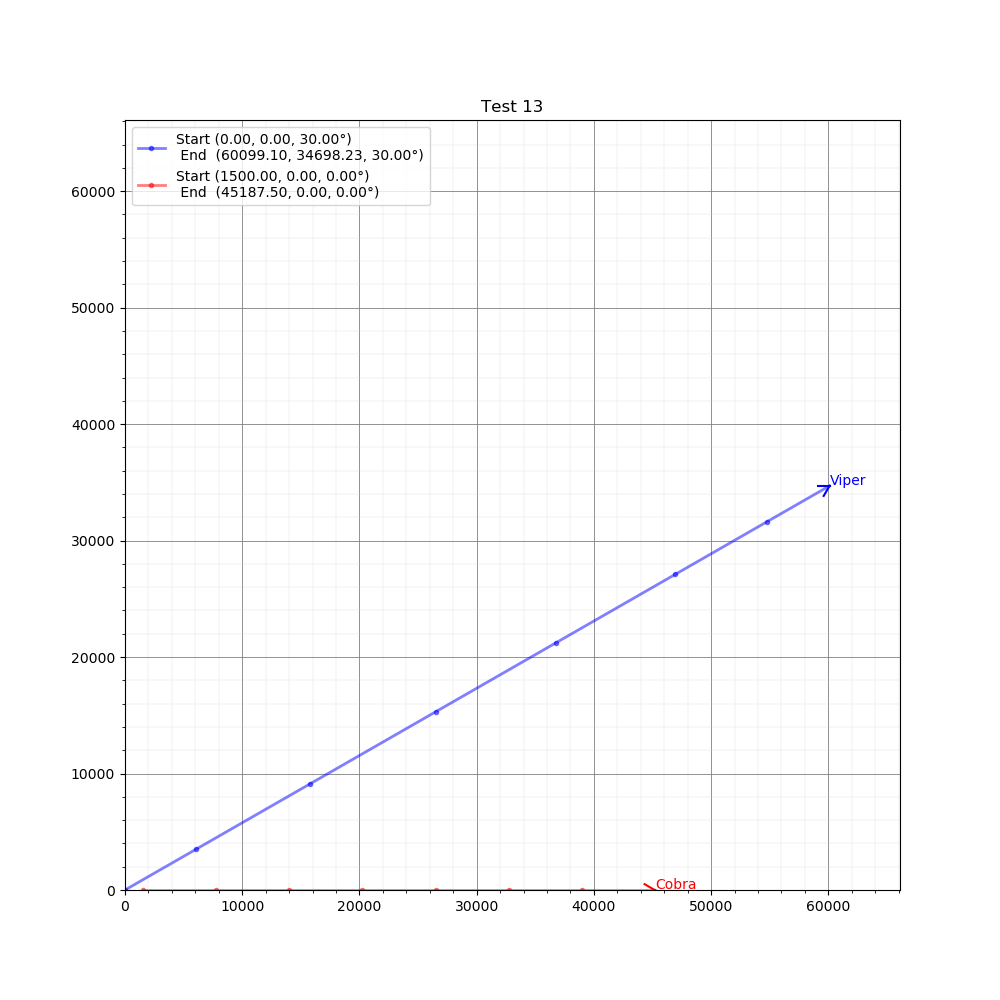 Test 13
Start (0.00, 0.00, 30.00°)
End (60099.10, 34698.23, 30.00°)
Start (1500.00, 0.00, 0.00°)
End (45187.50, 0.00, 0.00°)
60000
50000
40000
Viper
30000
20000
10000
Cobra
0
0 10000 20000 30000 40000 50000 60000